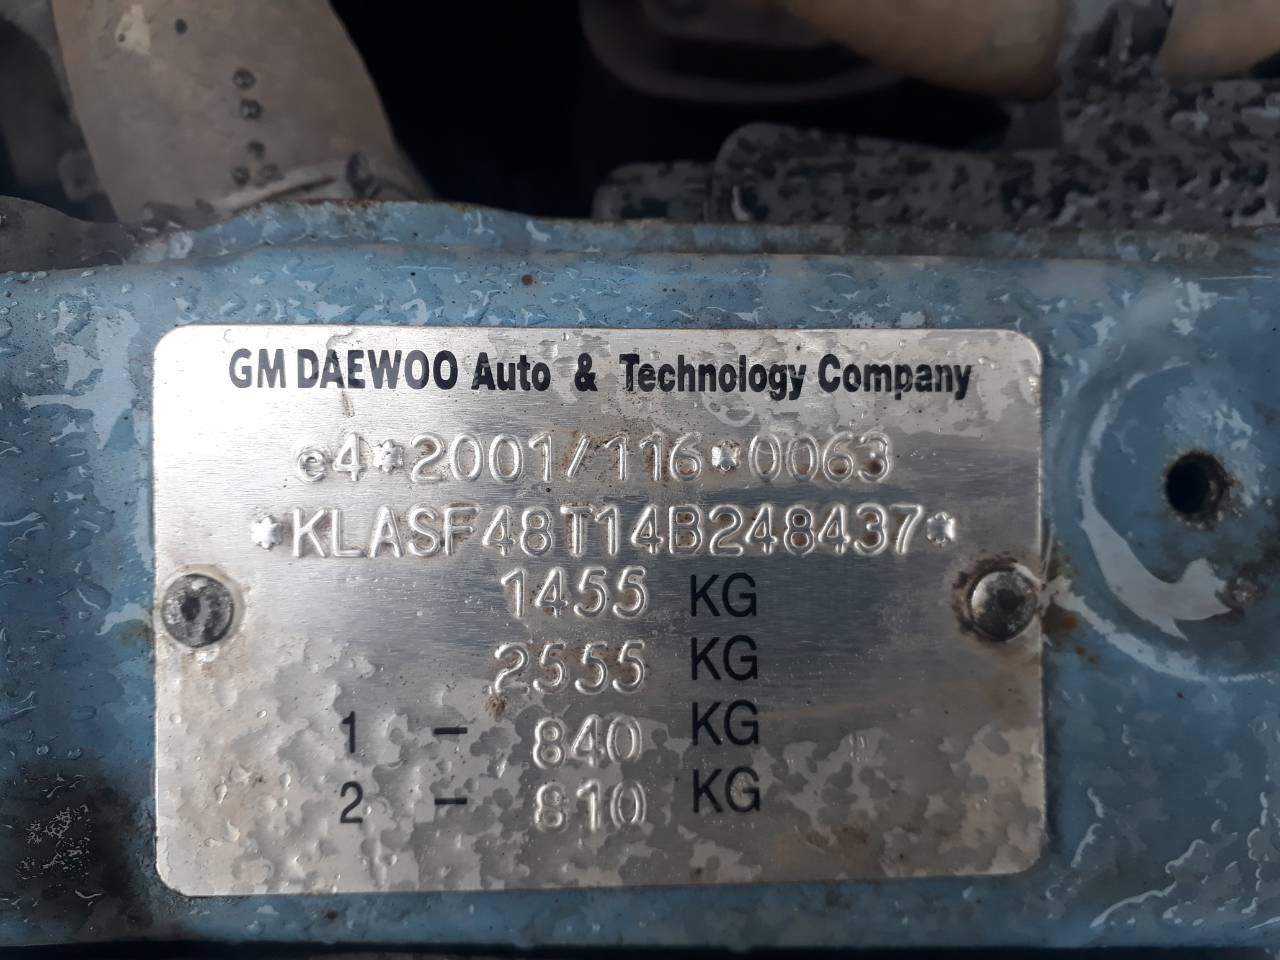 GM DAEWOO Auto & Technology Company
e4*2001/116*0063
*KLASF48T14B248437*
1455 KG
2555 KG
1 - 840 KG
2 - 810 KG